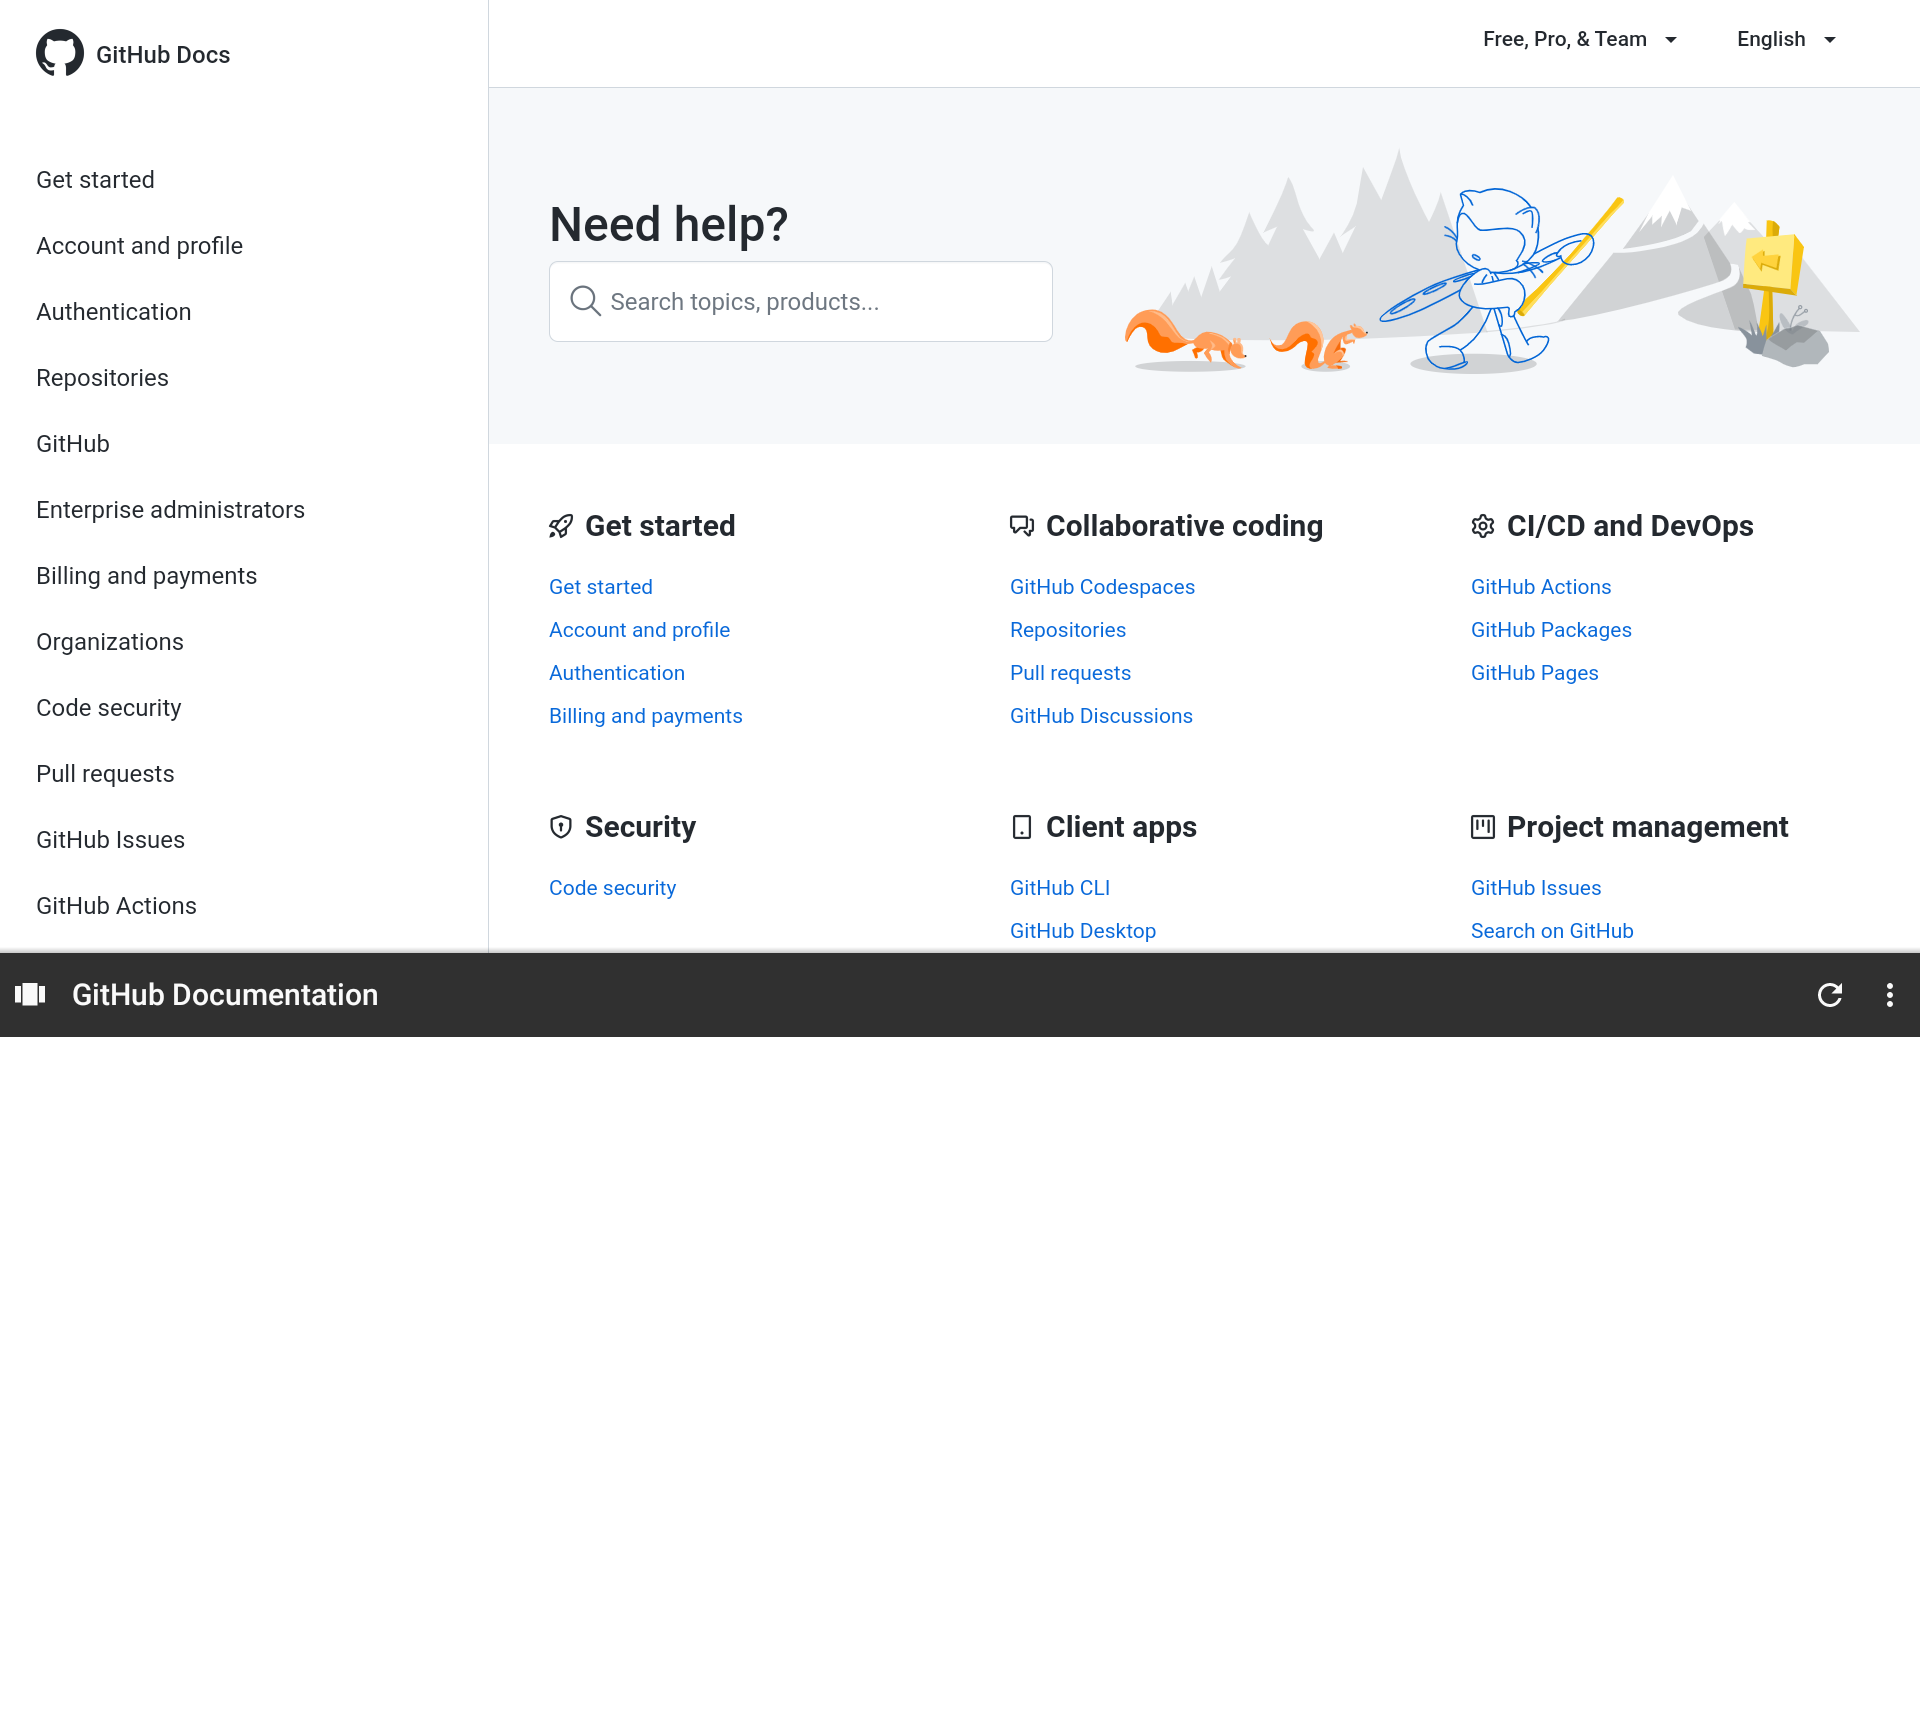 GitHub Docs
Get started
Account and profile
Authentication
Repositories
GitHub
Enterprise administrators
Billing and payments
Organizations
Code security
Pull requests
GitHub Issues
GitHub Actions
Free, Pro, & Team
English
Need help?
Search topics, products...
Get started
Get started
Account and profile
Authentication
Billing and payments
Collaborative coding
GitHub Codespaces
Repositories
Pull requests
GitHub Discussions
CI/CD and DevOps
GitHub Actions
GitHub Packages
GitHub Pages
Security
Code security
Client apps
GitHub CLI
GitHub Desktop
Project management
GitHub Issues
Search on GitHub
GitHub Documentation